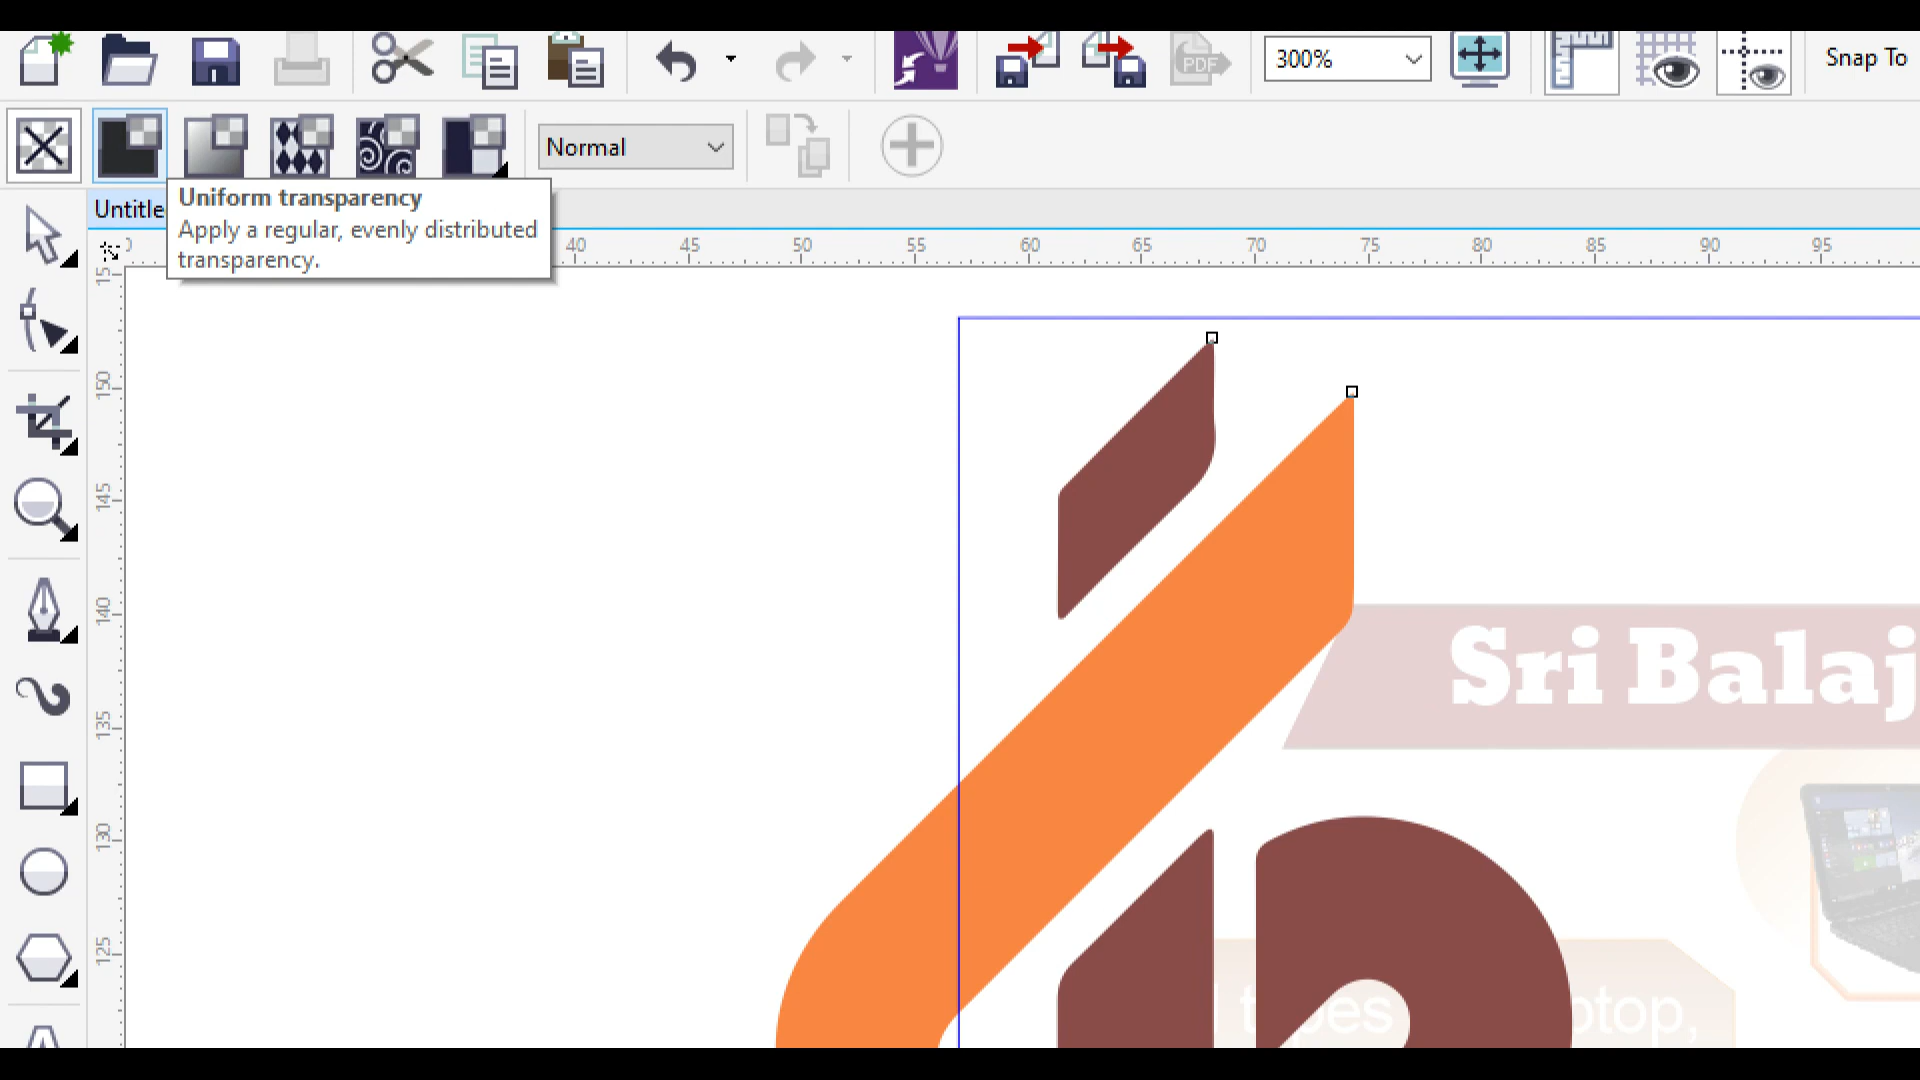 PDF
300%
Snap To
Normal
Untitle
Uniform transparency
Apply a regular, evenly distributed
transparency.
40 45 50 55 60 65 70 75 80 85 90 95
150
145
140
135
130
125
Sri Balaj